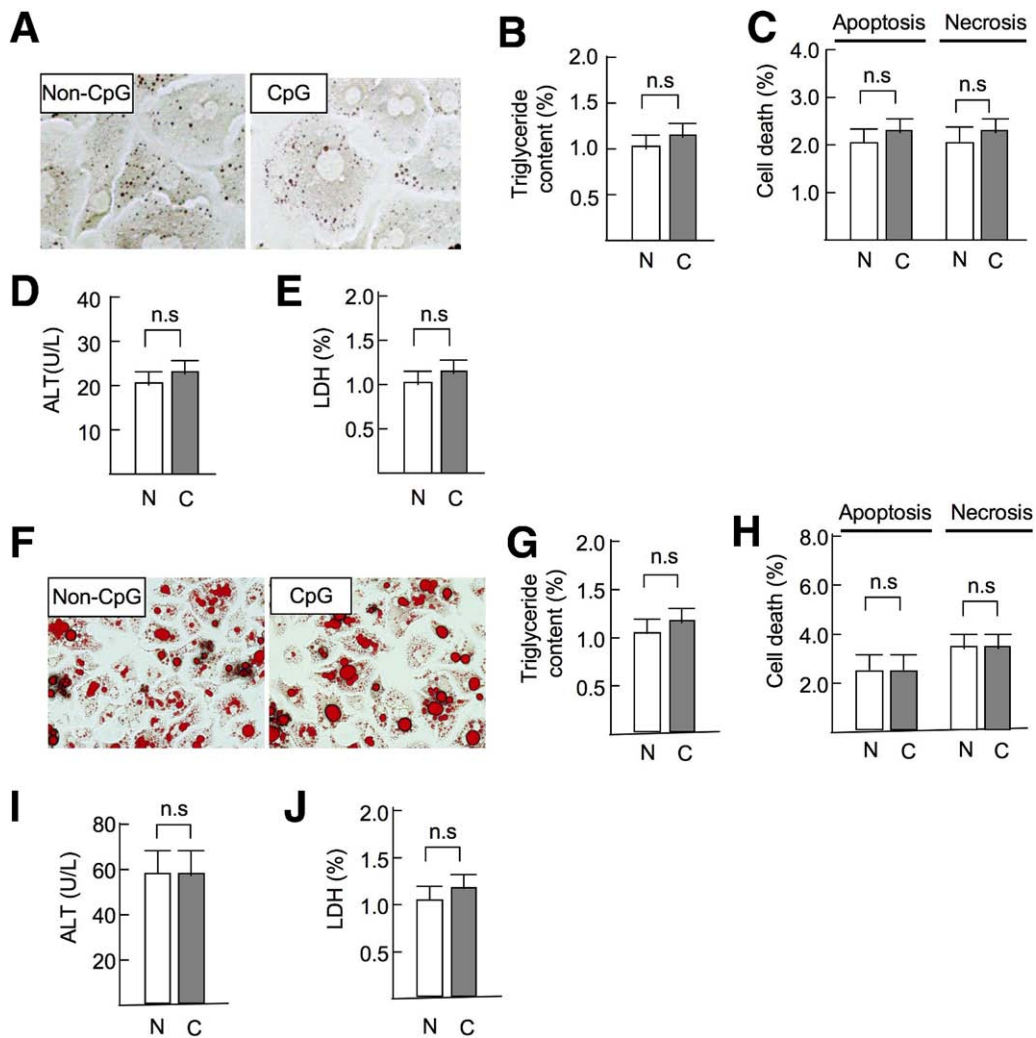 A
Non-CpG
CpG
B
Triglyceride
content (%)
2.0
1.5
1.0
0.5
n.s
N C
C
Apoptosis Necrosis
Cell death (%)
4.0
3.0
2.0
1.0
n.s n.s
N C N C
D
ALT(U/L)
40
30
20
10
n.s
N C
E
LDH (%)
2.0
1.5
1.0
0.5
n.s
N C
F
Non-CpG
CpG
G
Triglyceride
content (%)
2.0
1.5
1.0
0.5
n.s
N C
H
Apoptosis Necrosis
Cell death (%)
8.0
6.0
4.0
2.0
n.s n.s
N C N C
I
ALT (U/L)
80
60
40
20
n.s
N C
J
LDH (%)
2.0
1.5
1.0
0.5
n.s
N C